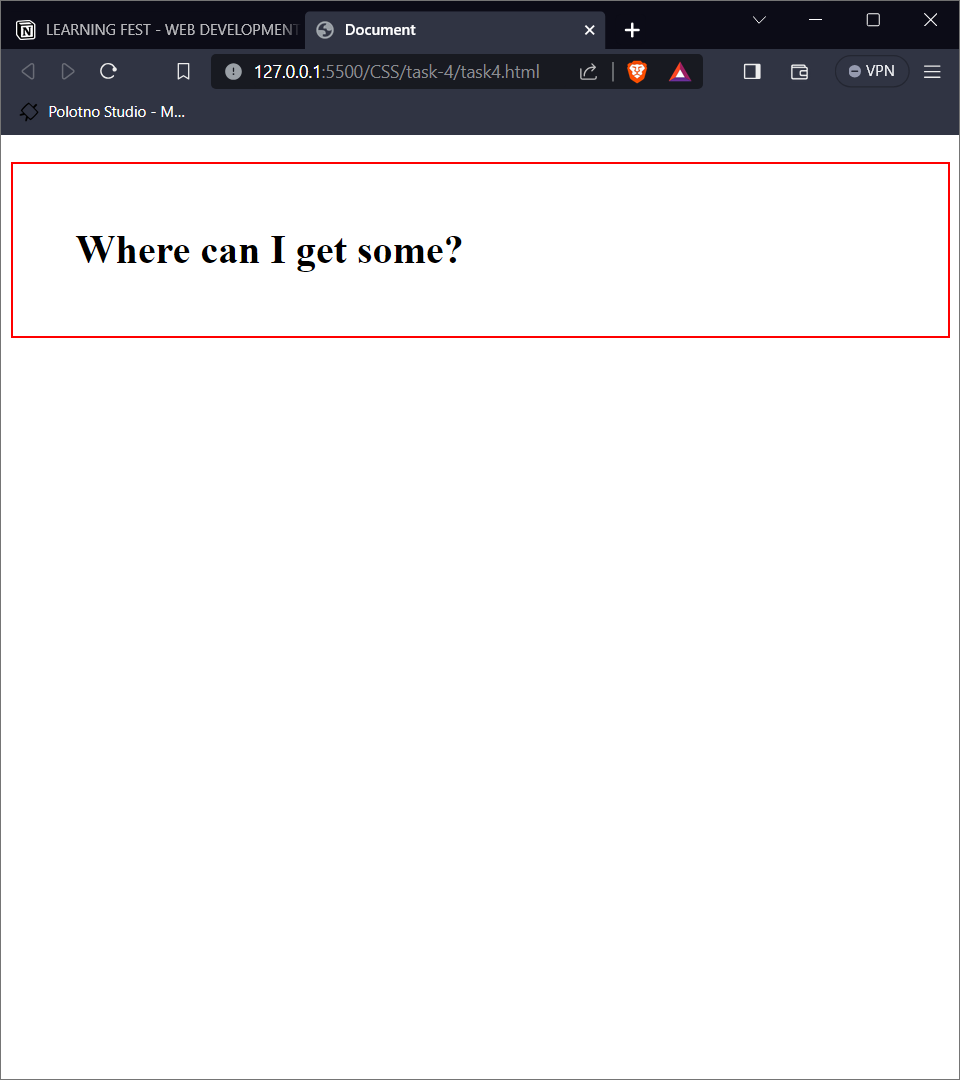 LEARNING FEST - WEB DEVELOPMENT
Document
127.0.0.1:5500/CSS/task-4/task4.html
VPN
Polotno Studio - M...
Where can I get some?